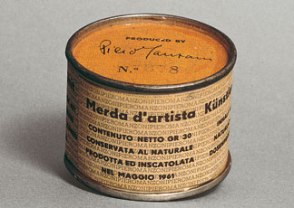 PRODUCED BY
Piero Manzoni
N.° 8
Merda d'artista
CONTENUTO NETTO GR 30
CONSERVATA AL NATURALE
PRODOTTA ED INSCATOLATA
NEL MAGGIO 1961